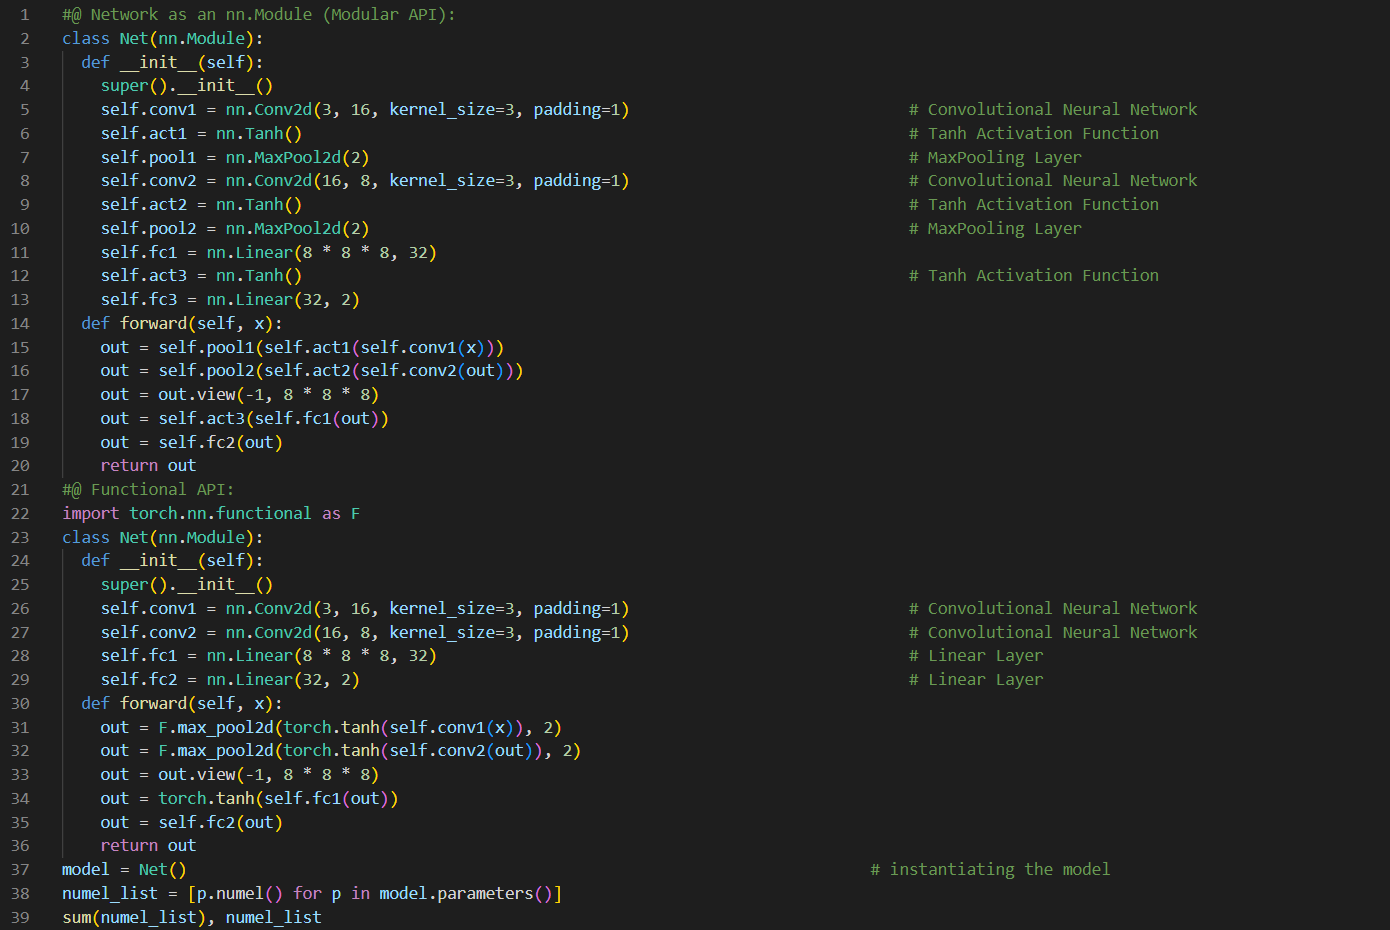 1 #@ Network as an nn.Module (Modular API):
2 class Net(nn.Module):
3   def __init__(self):
4     super().__init__()
5     self.conv1 = nn.Conv2d(3, 16, kernel_size=3, padding=1)                             # Convolutional Neural Network
6     self.act1 = nn.Tanh()                                                               # Tanh Activation Function
7     self.pool1 = nn.MaxPool2d(2)                                                        # MaxPooling Layer
8     self.conv2 = nn.Conv2d(16, 8, kernel_size=3, padding=1)                             # Convolutional Neural Network
9     self.act2 = nn.Tanh()                                                               # Tanh Activation Function
10     self.pool2 = nn.MaxPool2d(2)                                                        # MaxPooling Layer
11     self.fc1 = nn.Linear(8 * 8 * 8, 32)
12     self.act3 = nn.Tanh()                                                               # Tanh Activation Function
13     self.fc3 = nn.Linear(32, 2)
14   def forward(self, x):
15     out = self.pool1(self.act1(self.conv1(x)))
16     out = self.pool2(self.act2(self.conv2(out)))
17     out = out.view(-1, 8 * 8 * 8)
18     out = self.act3(self.fc1(out))
19     out = self.fc2(out)
20     return out
21 #@ Functional API:
22 import torch.nn.functional as F
23 class Net(nn.Module):
24   def __init__(self):
25     super().__init__()
26     self.conv1 = nn.Conv2d(3, 16, kernel_size=3, padding=1)                             # Convolutional Neural Network
27     self.conv2 = nn.Conv2d(16, 8, kernel_size=3, padding=1)                             # Convolutional Neural Network
28     self.fc1 = nn.Linear(8 * 8 * 8, 32)                                                 # Linear Layer
29     self.fc2 = nn.Linear(32, 2)                                                         # Linear Layer
30   def forward(self, x):
31     out = F.max_pool2d(torch.tanh(self.conv1(x)), 2)
32     out = F.max_pool2d(torch.tanh(self.conv2(out)), 2)
33     out = out.view(-1, 8 * 8 * 8)
34     out = torch.tanh(self.fc1(out))
35     out = self.fc2(out)
36     return out
37 model = Net()                                                                       # instantiating the model
38 numel_list = [p.numel() for p in model.parameters()]
39 sum(numel_list), numel_list